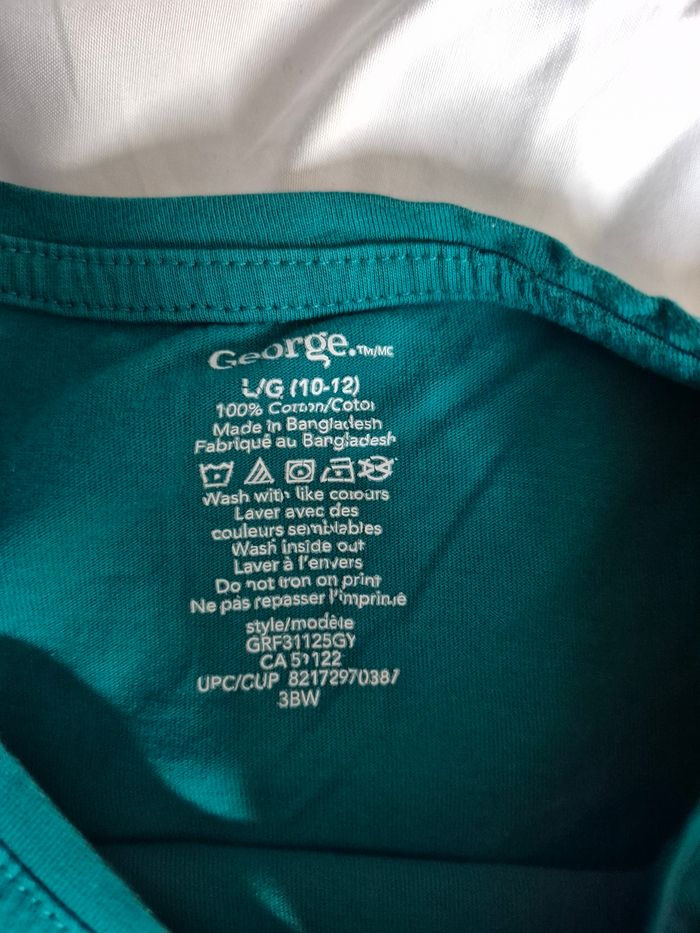 George.™/MC
L/G (10-12)
100% Cotton/Coton
Made in Bangladesh
Fabriqué au Bangladesh
Wash with like colours
Laver avec des
couleurs semblables
Wash inside out
Laver à l'envers
Do not iron on print
Ne pas repasser l'imprimé
style/modèle
GRF31125GY
CA 51122
UPC/CUP 82172970387
3BW